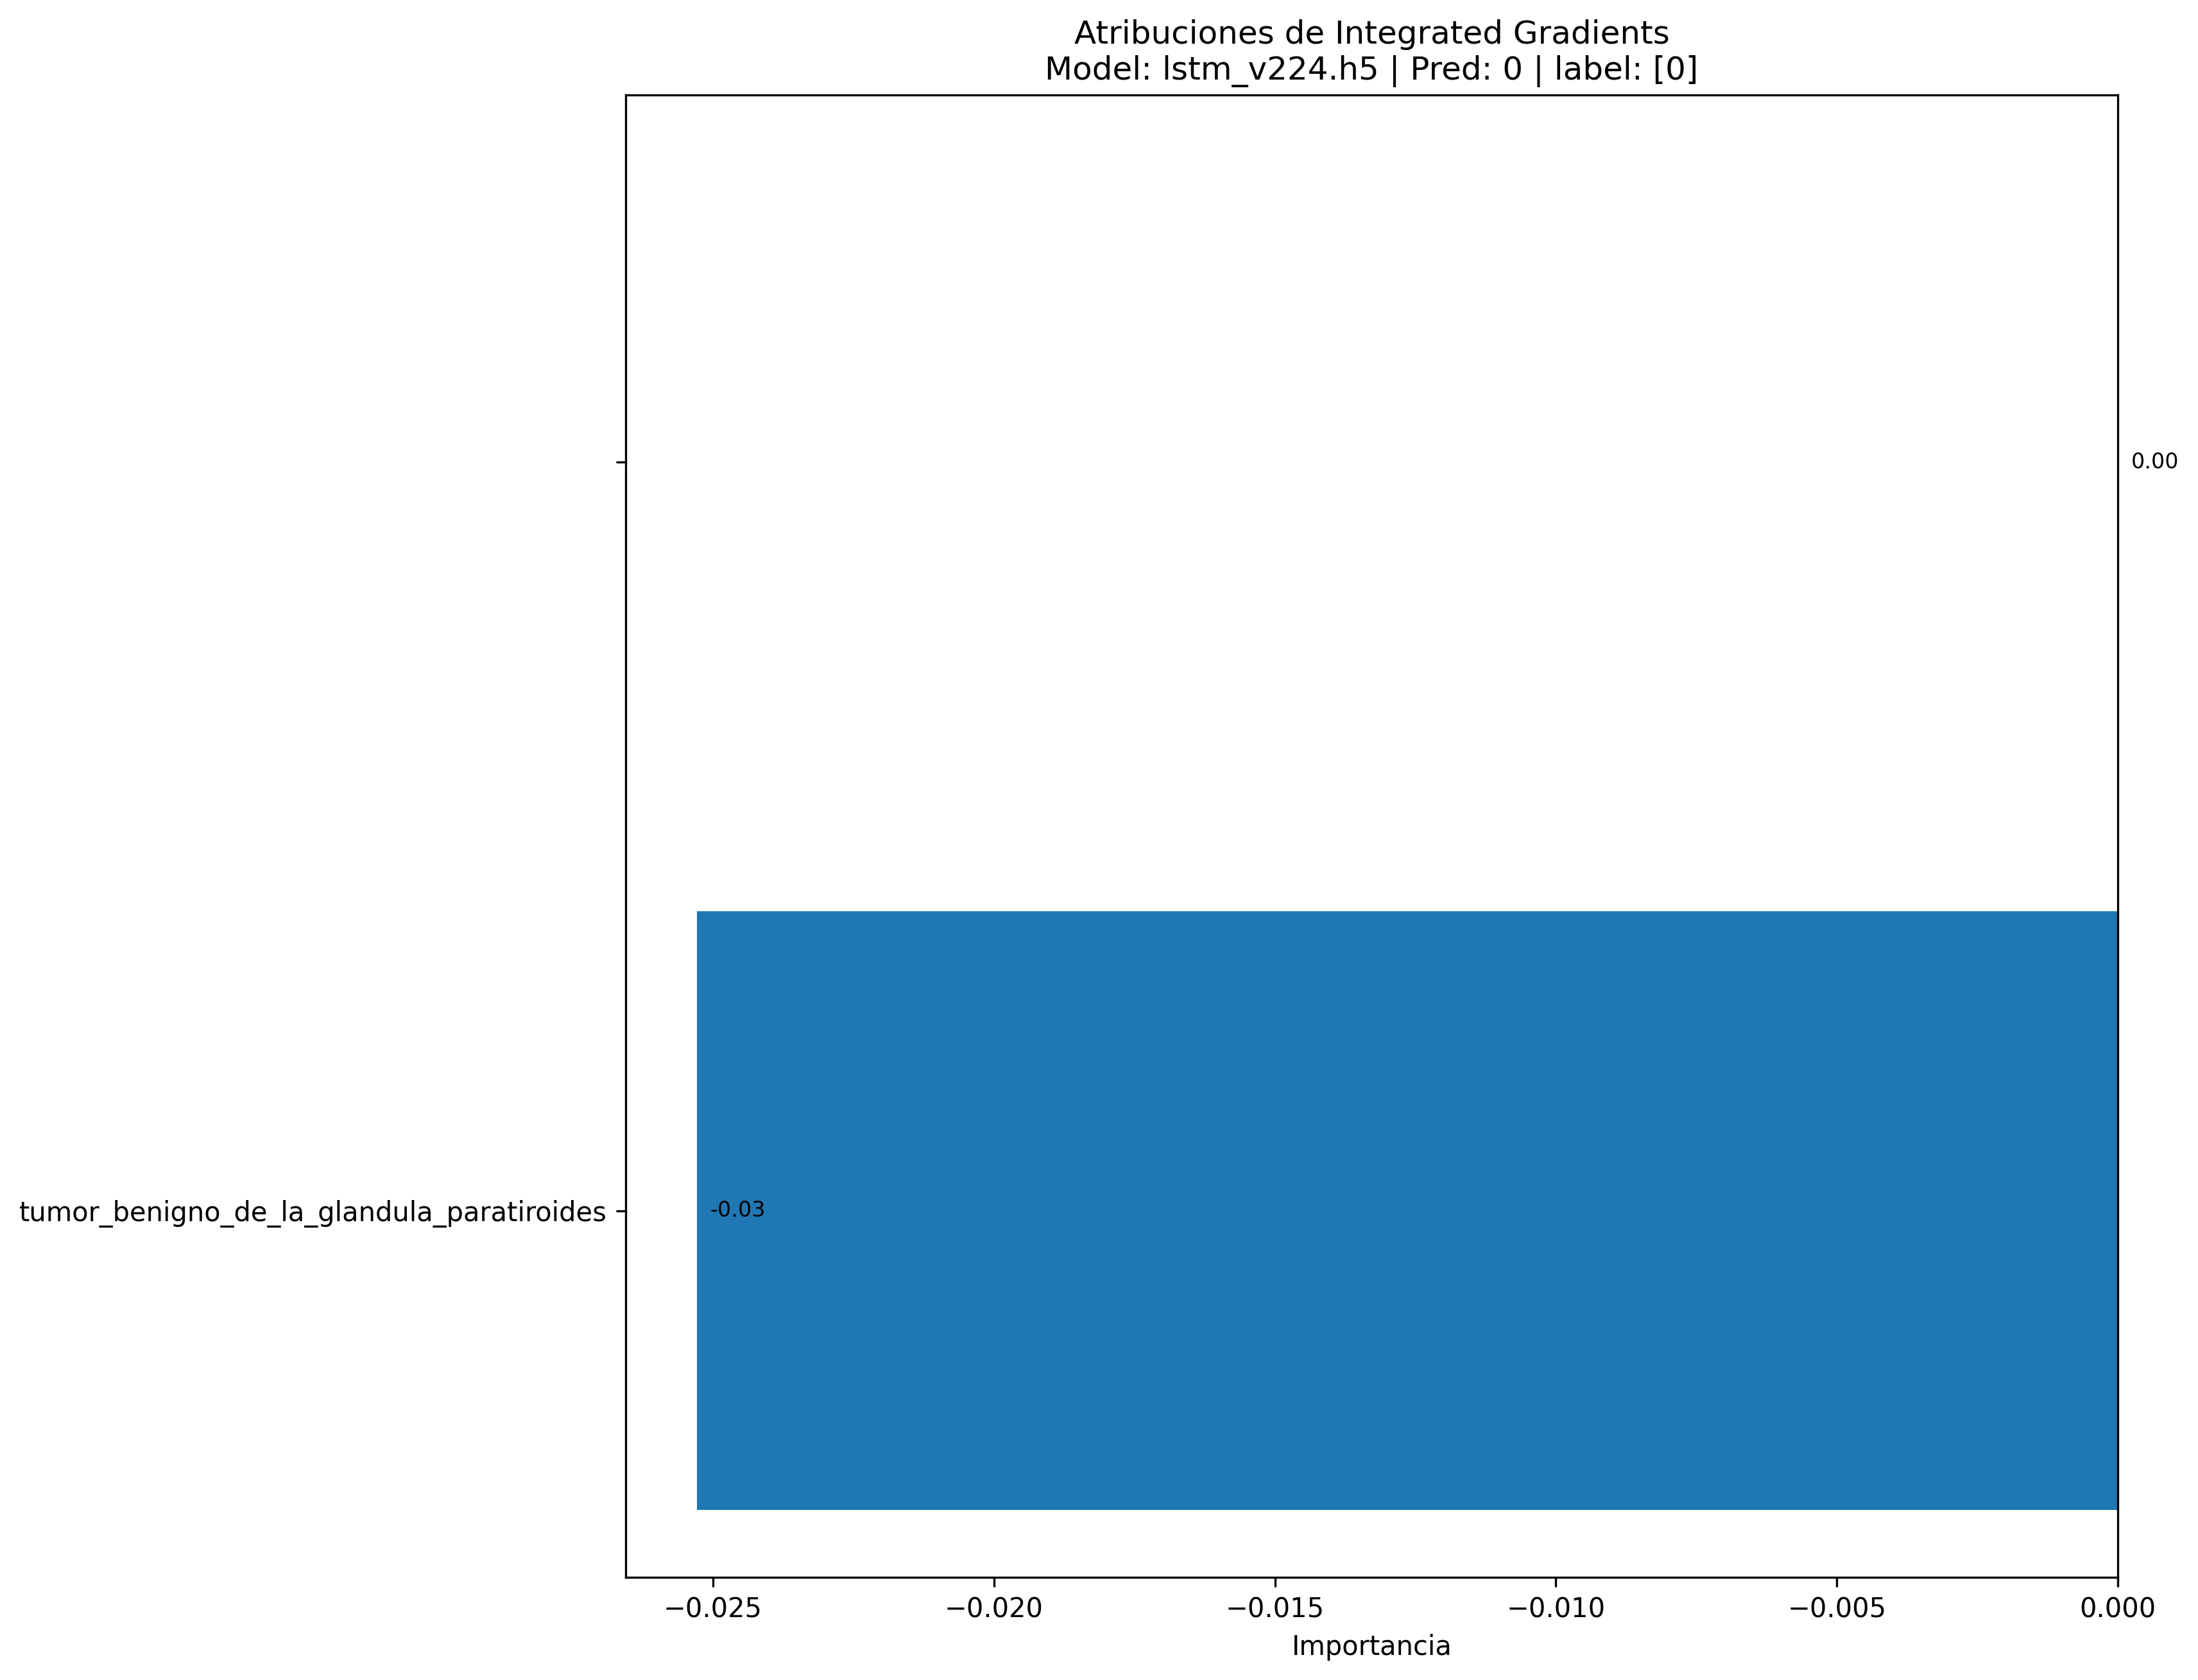 Atribuciones de Integrated Gradients
Model: lstm_v224.h5 | Pred: 0 | label: [0]
0.00
tumor_benigno_de_la_glandula_paratiroides
-0.03
−0.025
−0.020
−0.015
−0.010
−0.005
0.000
Importancia